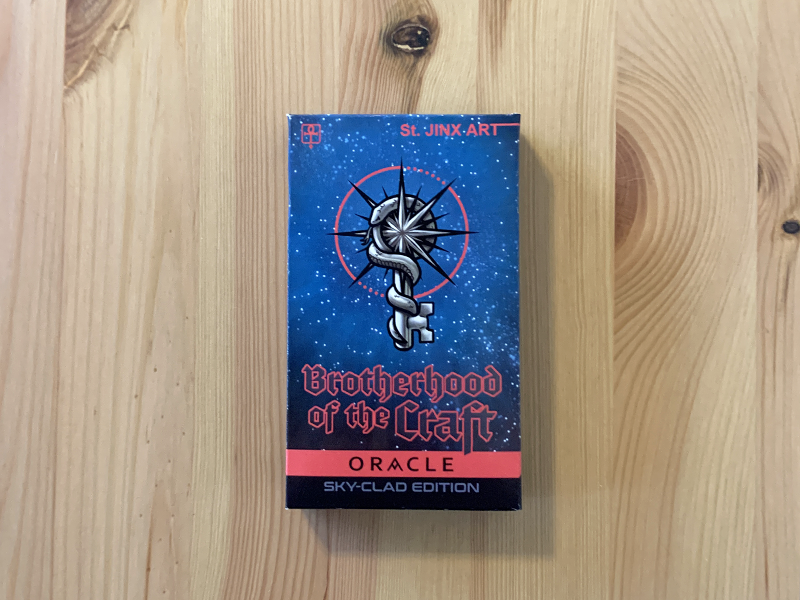 St. JINX ART
Brotherhood
of the Craft
ORACLE
SKY-CLAD EDITION